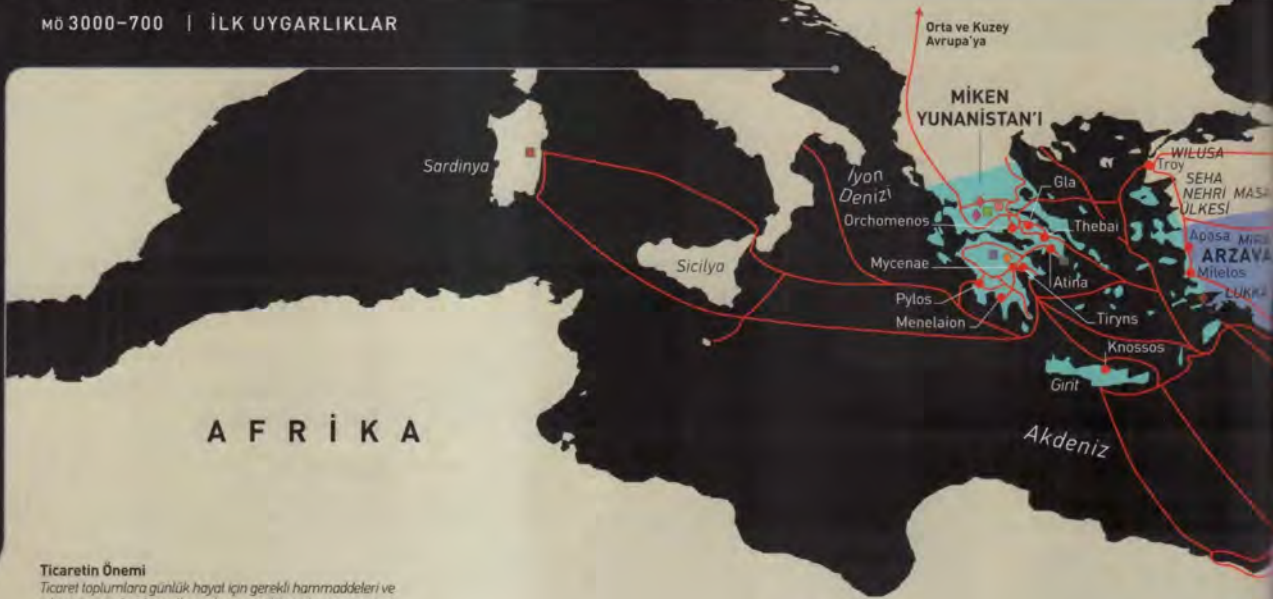 MÖ 3000–700 | İLK UYGARLIKLAR
Orta ve Kuzey
Avrupa'ya
MİKEN
YUNANİSTAN'I
Sardinya
İyon
Denizi
Gla
WILUSA
Troy
SEHA
NEHRİ
ÜLKESİ
Orchomenos
Thebai
Apasa
ARZAVA
Sicilya
Mycenae
Miletos
Atina
LUKKA
Pylos
Menelaion
Tiryns
Knossos
Girit
AFRİKA
Akdeniz
Ticaretin Önemi
Ticaret toplumlara günlük hayat için gerekli hammaddeleri ve